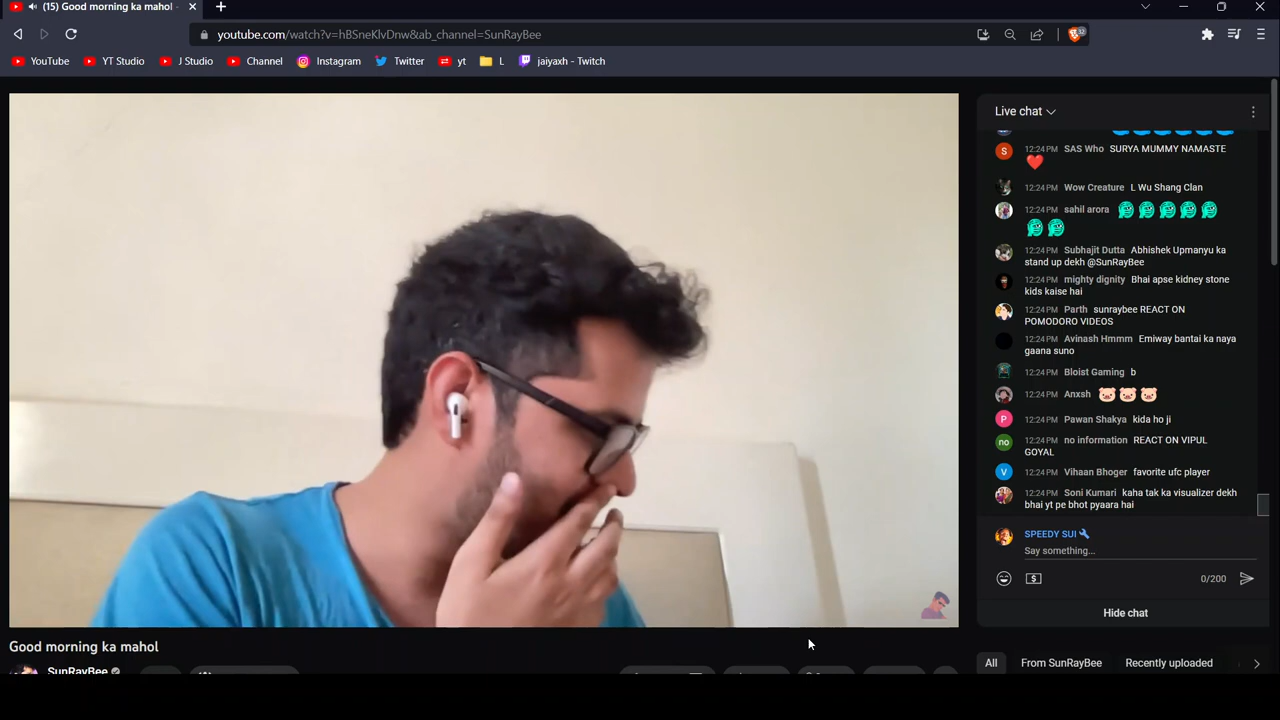 (15) Good morning ka mahol -
youtube.com/watch?v=hBSneKlvDnw&ab_channel=SunRayBee
32
YouTube
YT Studio
J Studio
Channel
Instagram
Twitter
yt
L
jaiyaxh - Twitch
Live chat
S 12:24 PM SAS Who SURYA MUMMY NAMASTE
12:24 PM Wow Creature L Wu Shang Clan
12:24 PM sahil arora
12:24 PM Subhajit Dutta Abhishek Upmanyu ka
stand up dekh @SunRayBee
12:24 PM mighty dignity Bhai apse kidney stone
kids kaise hai
12:24 PM Parth sunraybee REACT ON
POMODORO VIDEOS
12:24 PM Avinash Hmmm Emiway bantai ka naya
gaana suno
12:24 PM Bloist Gaming b
12:24 PM Anxsh
P 12:24 PM Pawan Shakya kida ho ji
no 12:24 PM no information REACT ON VIPUL
GOYAL
V 12:24 PM Vihaan Bhoger favorite ufc player
12:24 PM Soni Kumari kaha tak ka visualizer dekh
bhai yt pe bhot pyaara hai
SPEEDY SUI
Say something...
0/200
Hide chat
Good morning ka mahol
SunRayBee
All
From SunRayBee
Recently uploaded